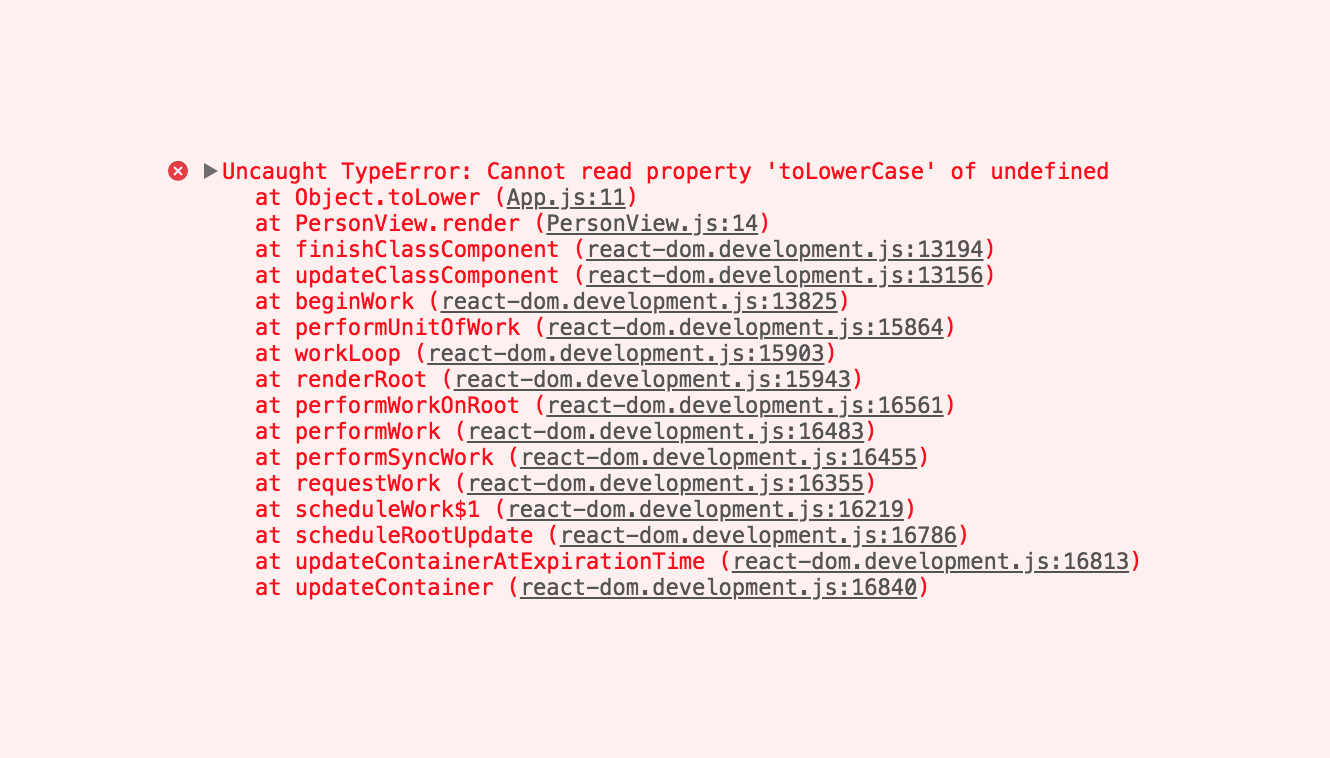 Uncaught TypeError: Cannot read property 'toLowerCase' of undefined
at Object.toLower (App.js:11)
at PersonView.render (PersonView.js:14)
at finishClassComponent (react-dom.development.js:13194)
at updateClassComponent (react-dom.development.js:13156)
at beginWork (react-dom.development.js:13825)
at performUnitOfWork (react-dom.development.js:15864)
at workLoop (react-dom.development.js:15903)
at renderRoot (react-dom.development.js:15943)
at performWorkOnRoot (react-dom.development.js:16561)
at performWork (react-dom.development.js:16483)
at performSyncWork (react-dom.development.js:16455)
at requestWork (react-dom.development.js:16355)
at scheduleWork$1 (react-dom.development.js:16219)
at scheduleRootUpdate (react-dom.development.js:16786)
at updateContainerAtExpirationTime (react-dom.development.js:16813)
at updateContainer (react-dom.development.js:16840)